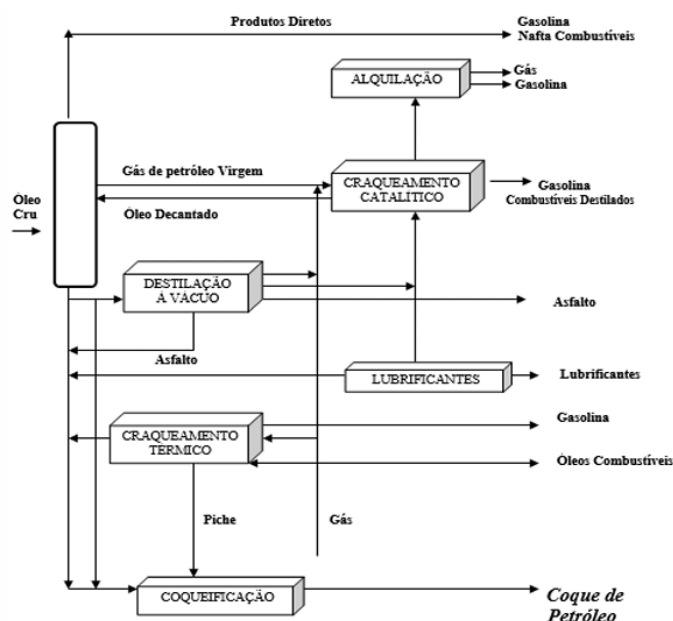 Produtos Diretos
Gasolina
Nafta Combustíveis
ALQUILAÇÃO
Gás
Gasolina
Gás de petróleo Virgem
CRAQUEAMENTO
CATALÍTICO
Gasolina
Combustíveis Destilados
Óleo
Cru
Óleo Decantado
DESTILAÇÃO
À VÁCUO
Asfalto
Asfalto
LUBRIFICANTES
Lubrificantes
CRAQUEAMENTO
TÉRMICO
Gasolina
Óleos Combustíveis
Piche
Gás
COQUEIFICAÇÃO
Coque de
Petróleo